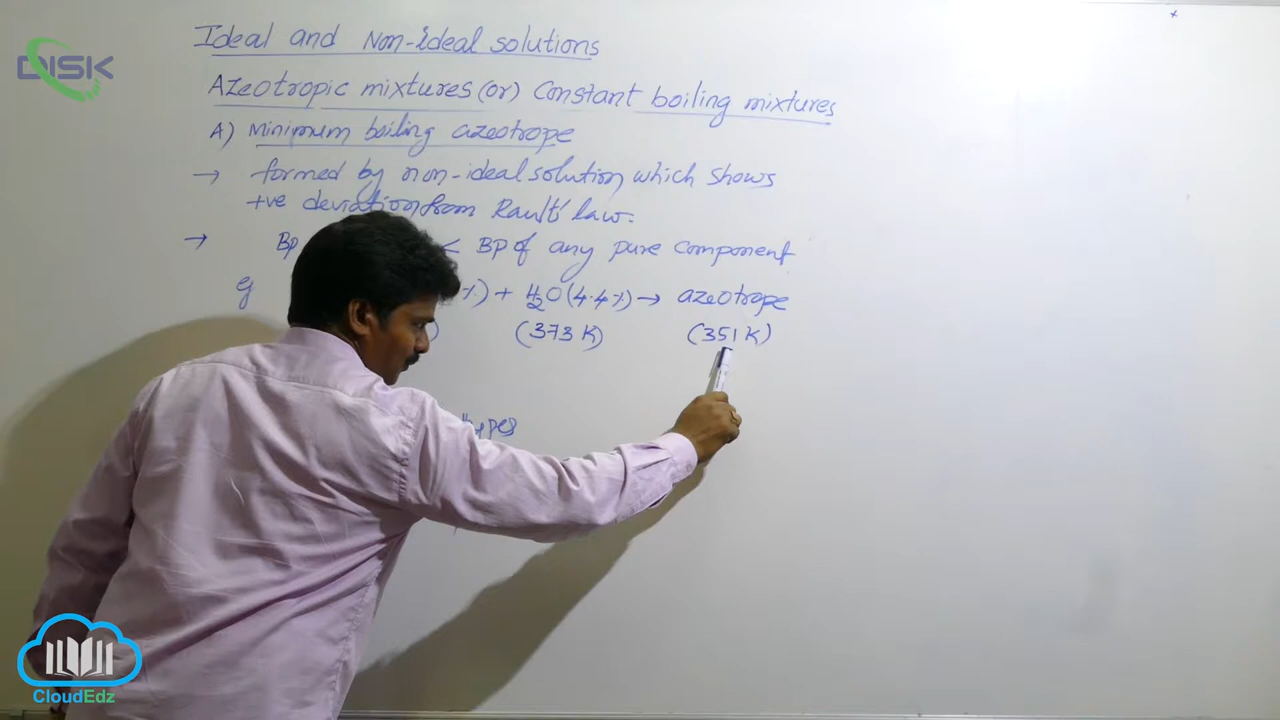 DISK
Ideal and Non-ideal solutions
Azeotropic mixtures (or) Constant boiling mixtures
A) Minimum boiling azeotrope
→ formed by non-ideal solution which shows
+ve deviation from Rault' law.
→ BP < BP of any pure component
eg %) + H2O (4.4%) → azeotrope
(373 K) (351 K)
CloudEdz